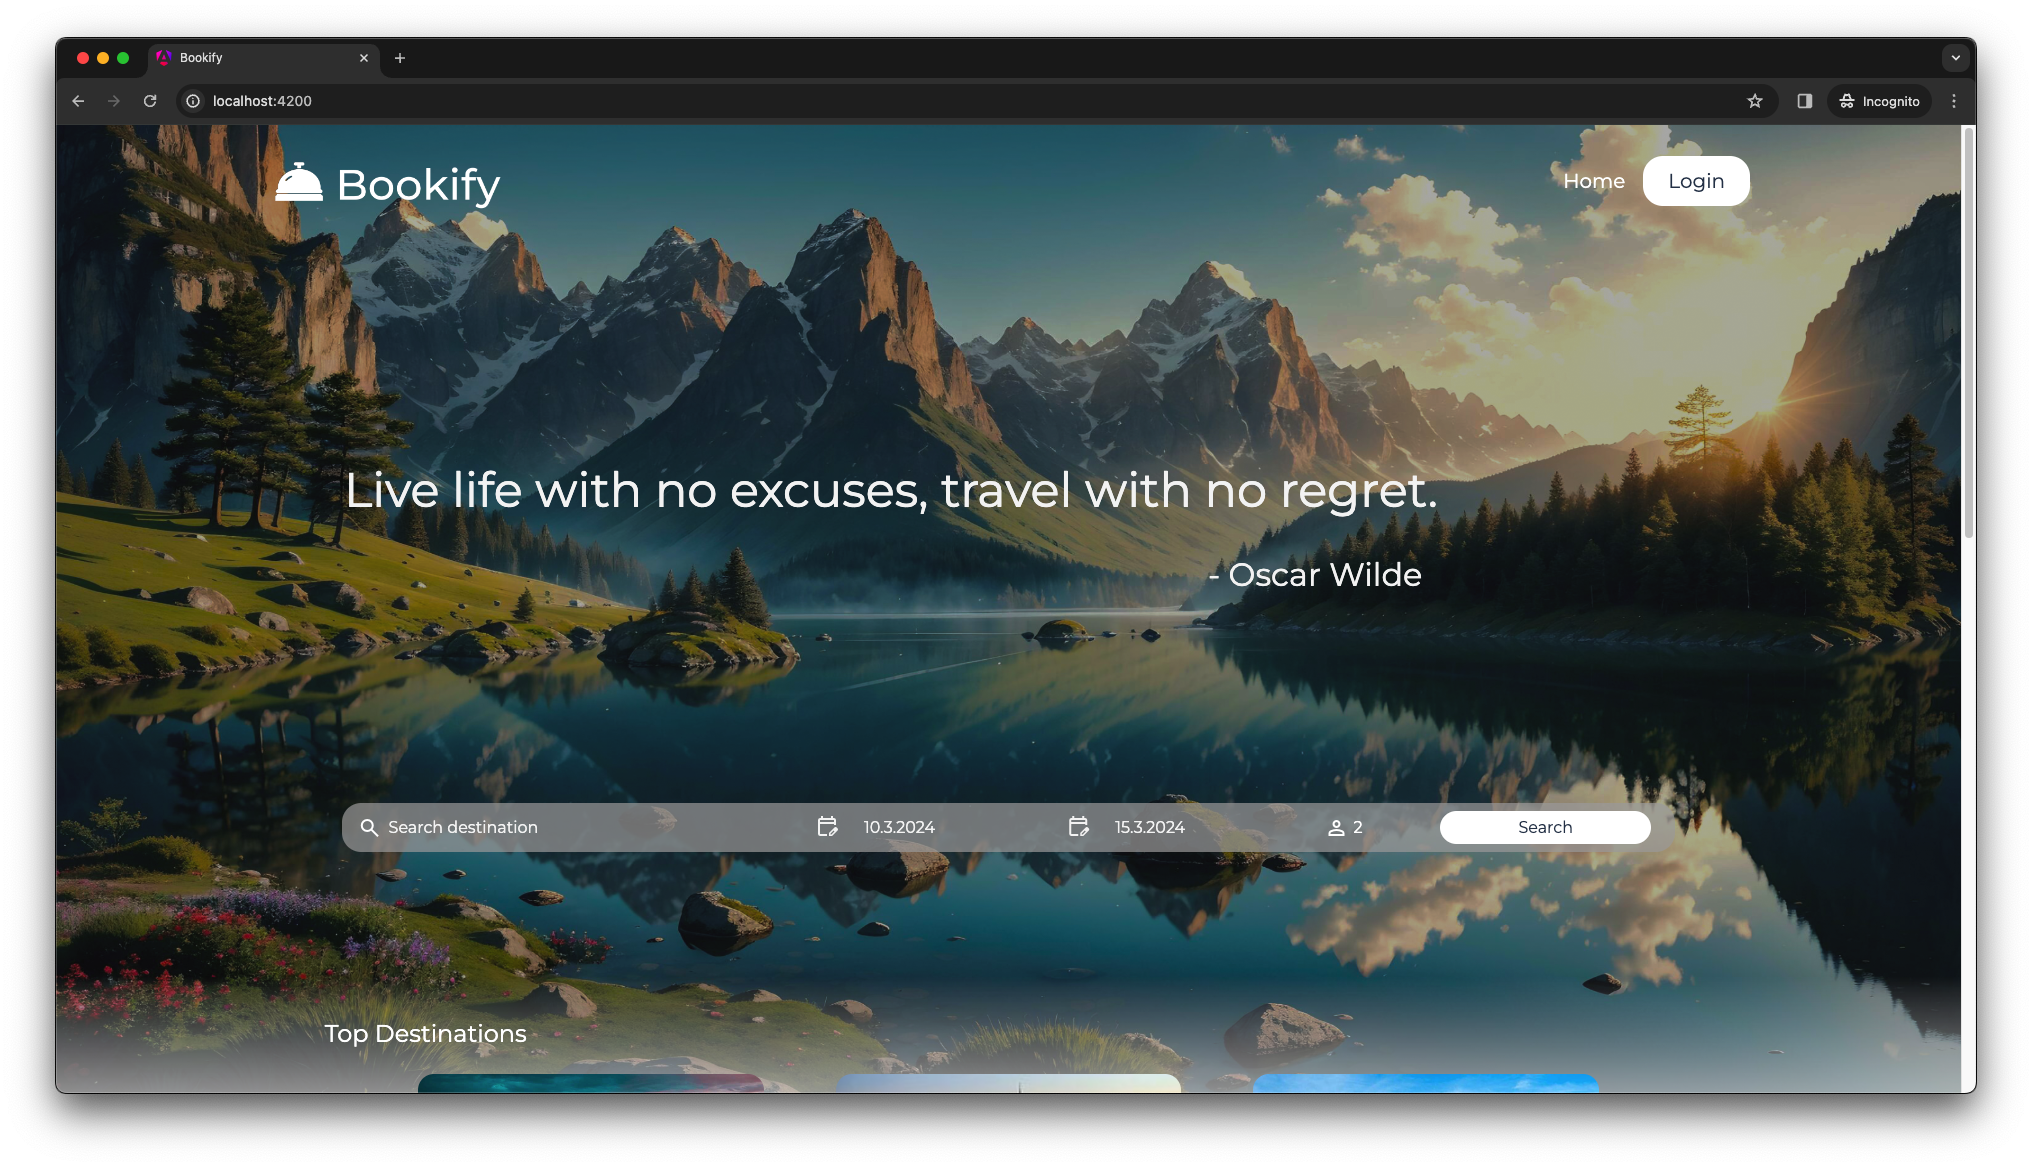 Bookify
localhost:4200
Incognito
Bookify
Home
Login
Live life with no excuses, travel with no regret.
- Oscar Wilde
Search destination
10.3.2024
15.3.2024
2
Search
Top Destinations